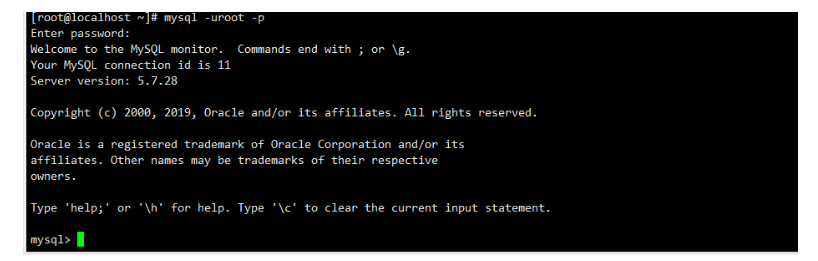 [root@localhost ~]# mysql -uroot -p
Enter password:
Welcome to the MySQL monitor.  Commands end with ; or \g.
Your MySQL connection id is 11
Server version: 5.7.28
Copyright (c) 2000, 2019, Oracle and/or its affiliates. All rights reserved.
Oracle is a registered trademark of Oracle Corporation and/or its
affiliates. Other names may be trademarks of their respective
owners.
Type 'help;' or '\h' for help. Type '\c' to clear the current input statement.
mysql>